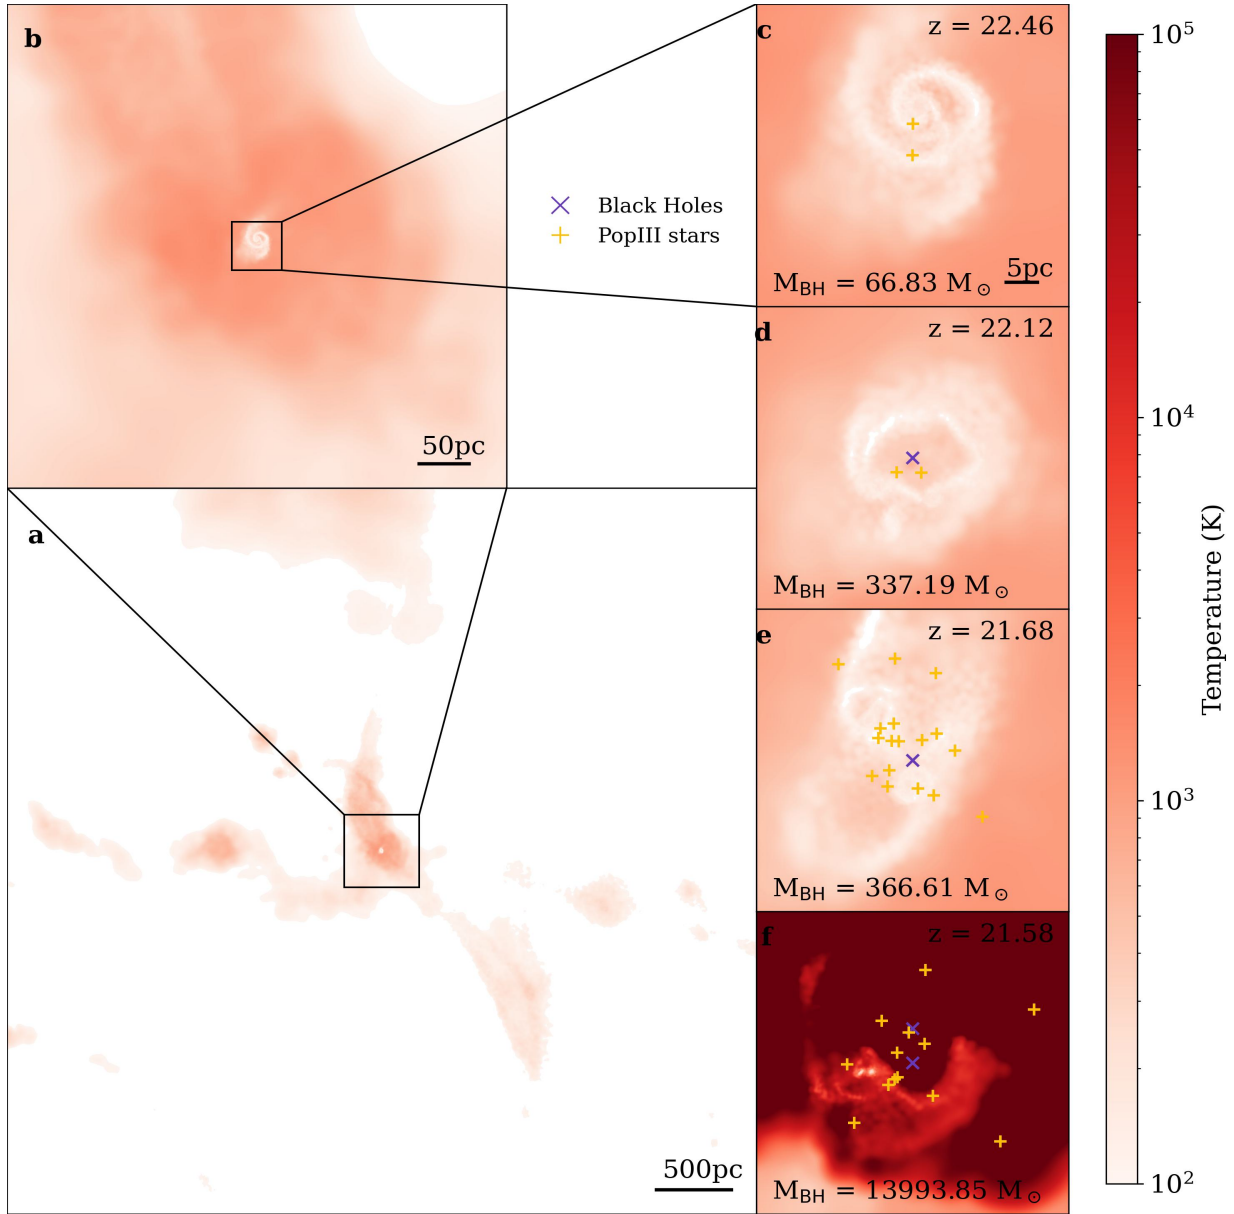 b
50pc
Black Holes
PopIII stars
c
z = 22.46
5pc
M_BH = 66.83 M_⊙
d
z = 22.12
M_BH = 337.19 M_⊙
e
z = 21.68
M_BH = 366.61 M_⊙
f
z = 21.58
M_BH = 13993.85 M_⊙
a
500pc
10^5
10^4
10^3
10^2
Temperature (K)